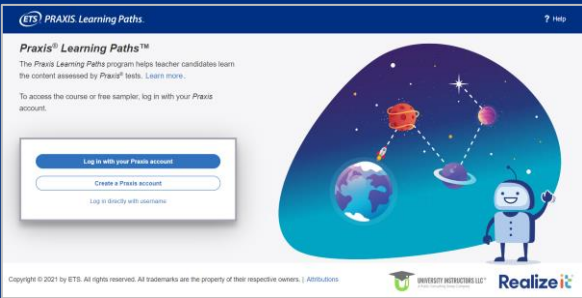 ETS PRAXIS. Learning Paths.
? Help
Praxis® Learning Paths™
The Praxis Learning Paths program helps teacher candidates learn
the content assessed by Praxis® tests. Learn more.
To access the course or free sampler, log in with your Praxis
account.
Log in with your Praxis account
Create a Praxis account
Log in directly with username
Copyright © 2021 by ETS. All rights reserved. All trademarks are the property of their respective owners. | Attributions
UNIVERSITY INSTRUCTORS LLC
Realizeit